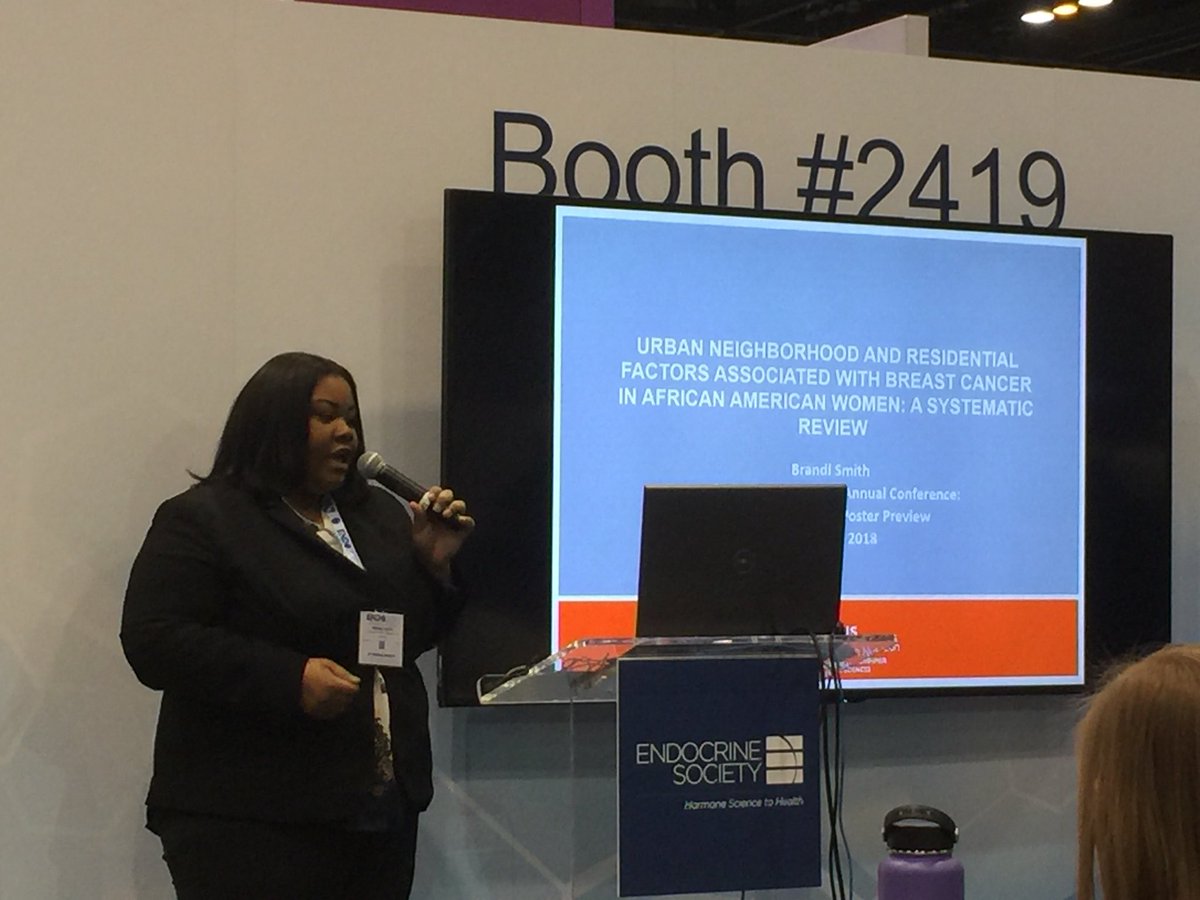 Booth #2419
URBAN NEIGHBORHOOD AND RESIDENTIAL
FACTORS ASSOCIATED WITH BREAST CANCER
IN AFRICAN AMERICAN WOMEN: A SYSTEMATIC
REVIEW
Brandi Smith
Annual Conference:
Poster Preview
2018
ENDOCRINE
SOCIETY
Hormone Science to Health